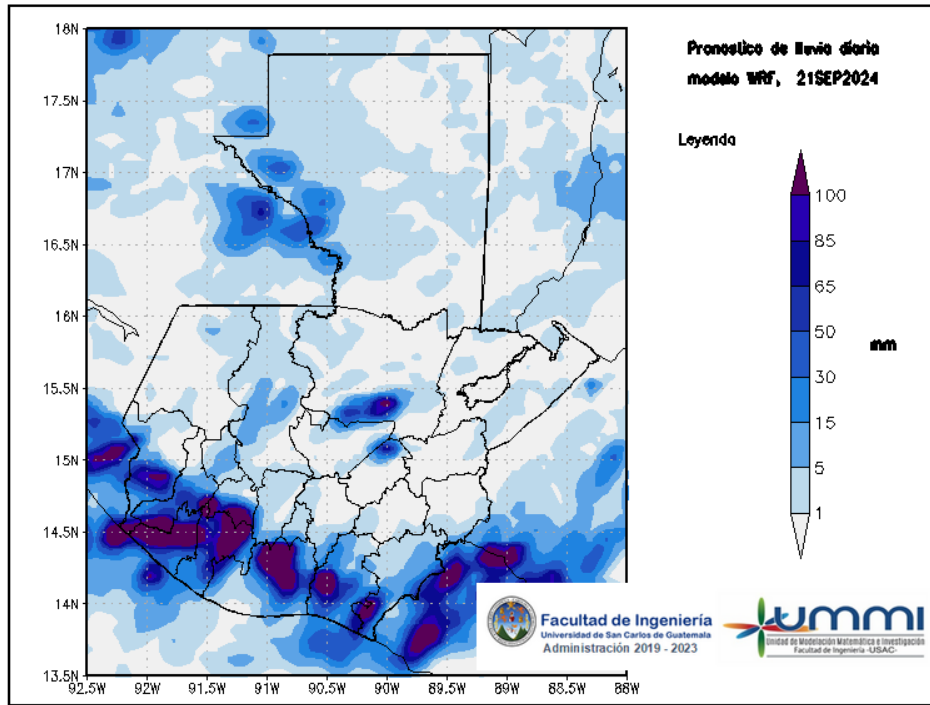 18N
17.5N
17N
16.5N
16N
15.5N
15N
14.5N
14N
13.5N
92.5W
92W
91.5W
91W
90.5W
90W
89.5W
89W
88.5W
88W
Pronostico de lluvia diaria
modelo WRF, 21SEP2024
Leyenda
100
85
65
50
30
15
5
1
mm
Facultad de Ingeniería
Universidad de San Carlos de Guatemala
Administración 2019 - 2023
UMMI
Unidad de Modelación Matemática e Investigación
Facultad de Ingeniería -USAC-